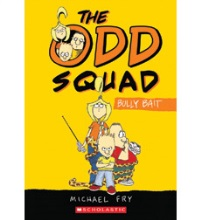 THE
ODD
SQUAD
BULLY BAIT
MICHAEL FRY
SCHOLASTIC